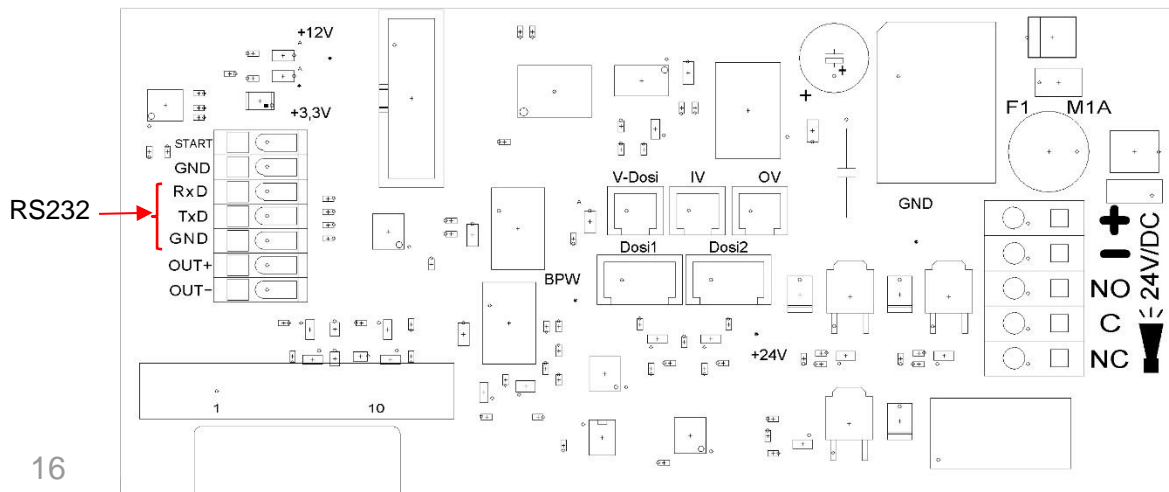 +12V
+3,3V
START
GND
RxD
TxD
GND
OUT+
OUT-
RS232
V-Dosi IV OV
Dosi1 Dosi2
BPW
+24V
GND
F1 M1A
+
-
NO
C
NC
24V/DC
1 10
A
A
A
+
16